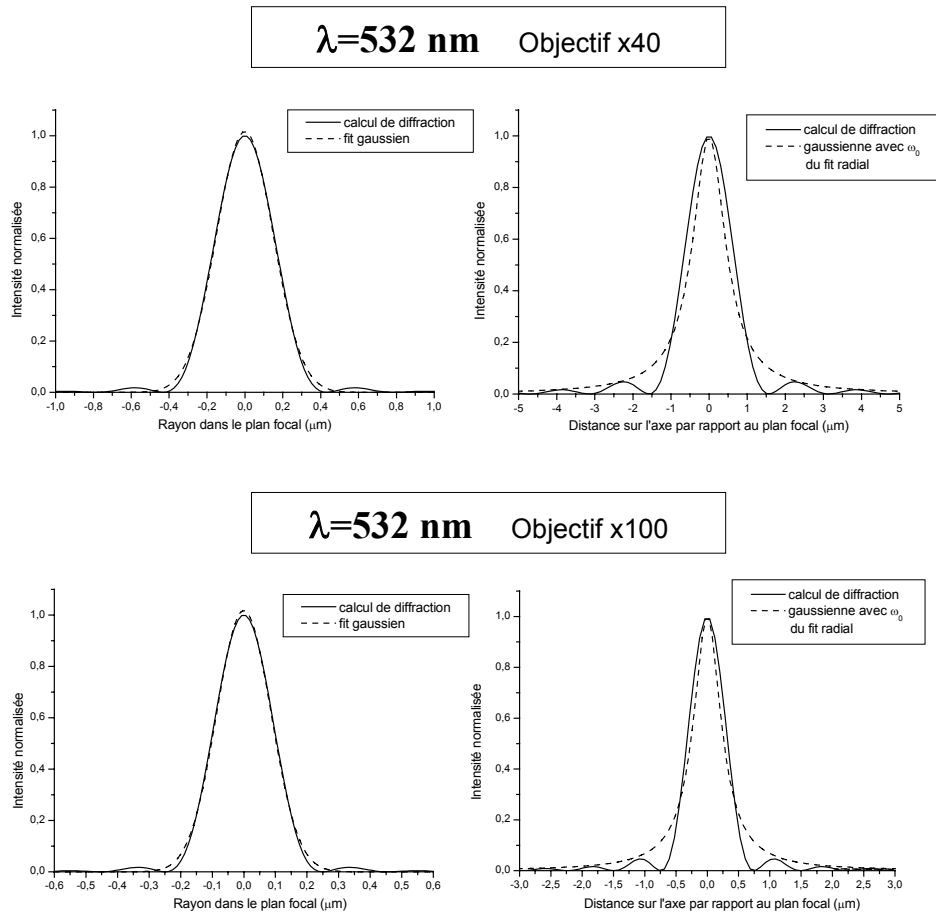 λ=532 nm Objectif x40
calcul de diffraction
fit gaussien
Intensité normalisée
1,0
0,8
0,6
0,4
0,2
0,0
-1,0 -0,8 -0,6 -0,4 -0,2 0,0 0,2 0,4 0,6 0,8 1,0
Rayon dans le plan focal (µm)
calcul de diffraction
gaussienne avec ω0
du fit radial
Intensité normalisée
1,0
0,8
0,6
0,4
0,2
0,0
-5 -4 -3 -2 -1 0 1 2 3 4 5
Distance sur l'axe par rapport au plan focal (µm)
λ=532 nm Objectif x100
calcul de diffraction
fit gaussien
Intensité normalisée
1,0
0,8
0,6
0,4
0,2
0,0
-0,6 -0,5 -0,4 -0,3 -0,2 -0,1 0,0 0,1 0,2 0,3 0,4 0,5 0,6
Rayon dans le plan focal (µm)
calcul de diffraction
gaussienne avec ω0
du fit radial
Intensité normalisée
1,0
0,8
0,6
0,4
0,2
0,0
-3,0 -2,5 -2,0 -1,5 -1,0 -0,5 0,0 0,5 1,0 1,5 2,0 2,5 3,0
Distance sur l'axe par rapport au plan focal (µm)